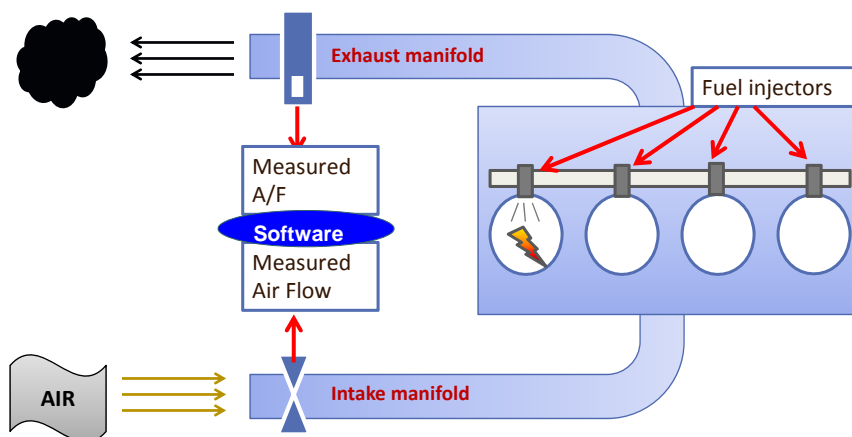 Exhaust manifold
Fuel injectors
Measured
A/F
Software
Measured
Air Flow
AIR
Intake manifold